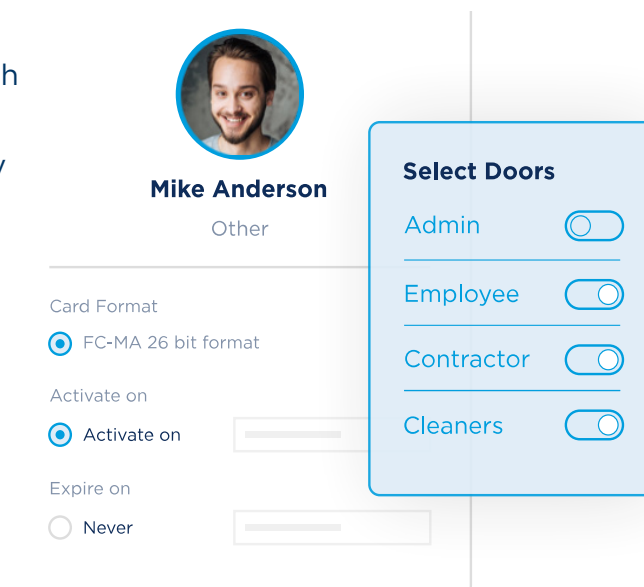 h
y
Mike Anderson
Other
Card Format
FC-MA 26 bit format
Activate on
Activate on
Expire on
Never
Select Doors
Admin
Employee
Contractor
Cleaners